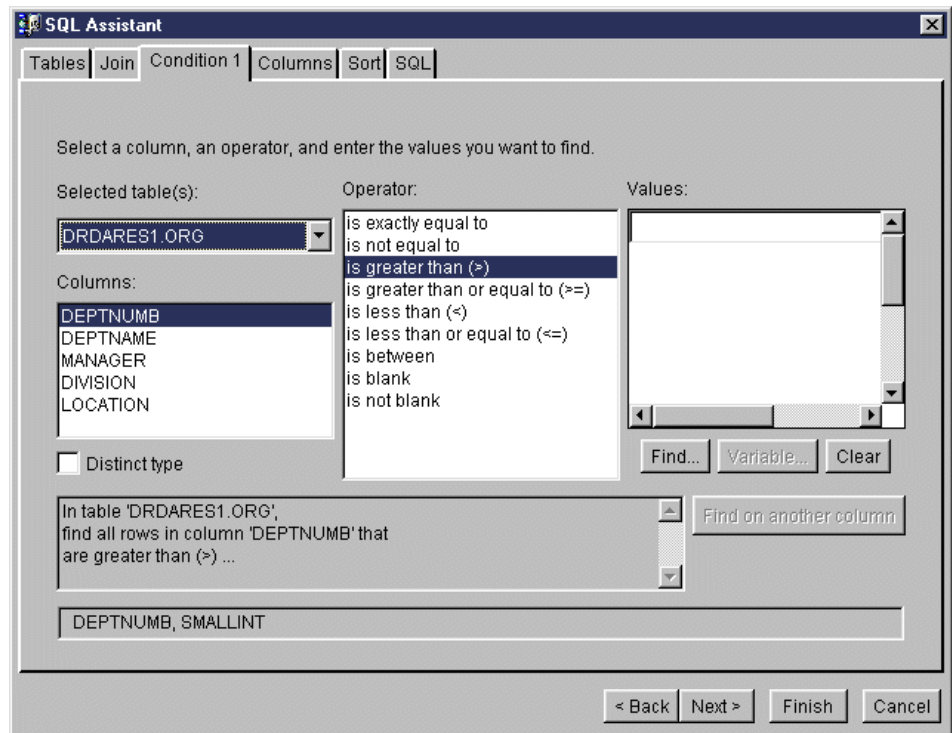 SQL Assistant
Tables Join Condition 1 Columns Sort SQL
Select a column, an operator, and enter the values you want to find.
Selected table(s):
DRDARES1.ORG
Columns:
DEPTNUMB
DEPTNAME
MANAGER
DIVISION
LOCATION
Distinct type
Operator:
is exactly equal to
is not equal to
is greater than (>)
is greater than or equal to (>=)
is less than (<)
is less than or equal to (<=)
is between
is blank
is not blank
Values:
Find... Variable... Clear
In table 'DRDARES1.ORG',
find all rows in column 'DEPTNUMB' that
are greater than (>) ...
Find on another column
DEPTNUMB, SMALLINT
< Back Next > Finish Cancel